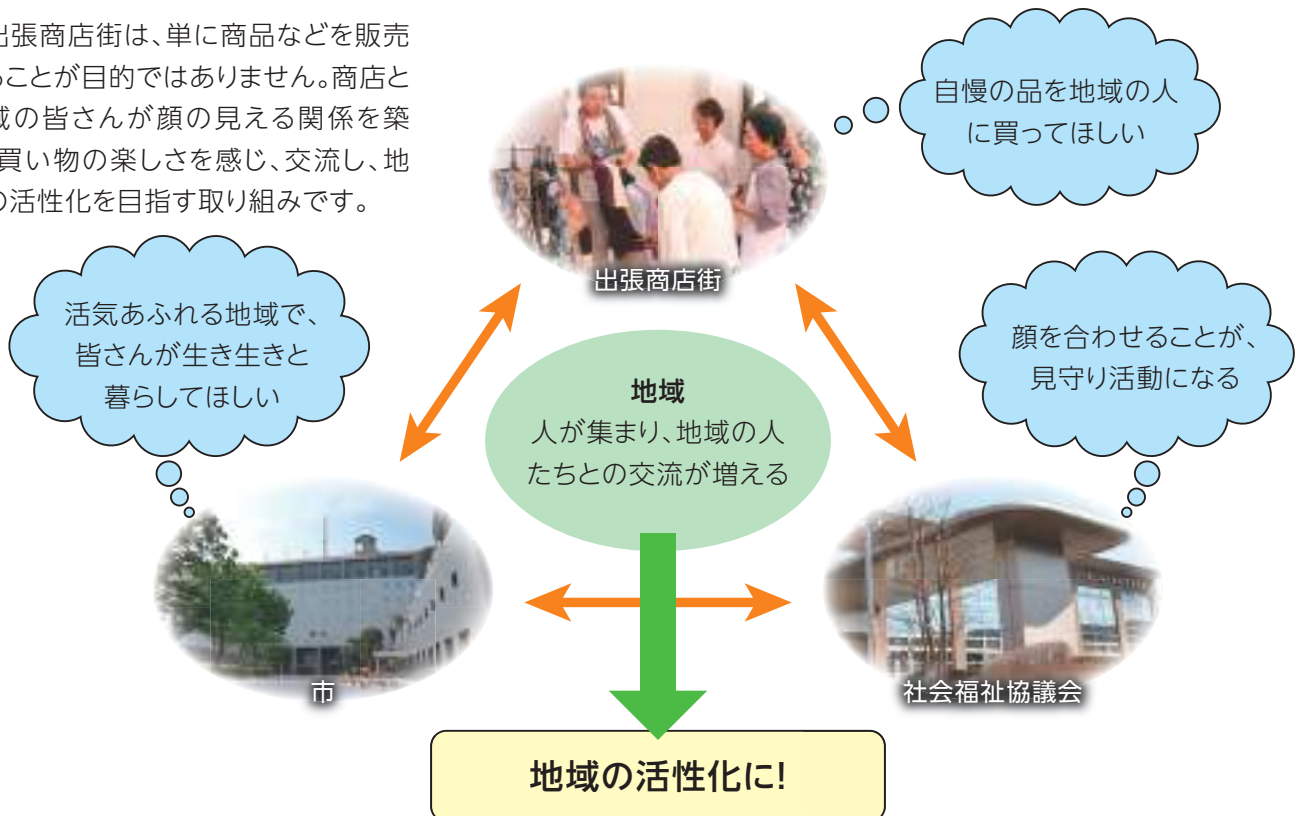 出張商店街は、単に商品などを販売
ことが目的ではありません。商店と
の皆さんが顔の見える関係を築
買い物の楽しさを感じ、交流し、地
活性化を目指す取り組みです。
自慢の品を地域の人
に買ってほしい
出張商店街
活気あふれる地域で、
皆さんが生き生きと
暮らしてほしい
顔を合わせることが、
見守り活動になる
地域
人が集まり、地域の人
たちとの交流が増える
市
社会福祉協議会
地域の活性化に!